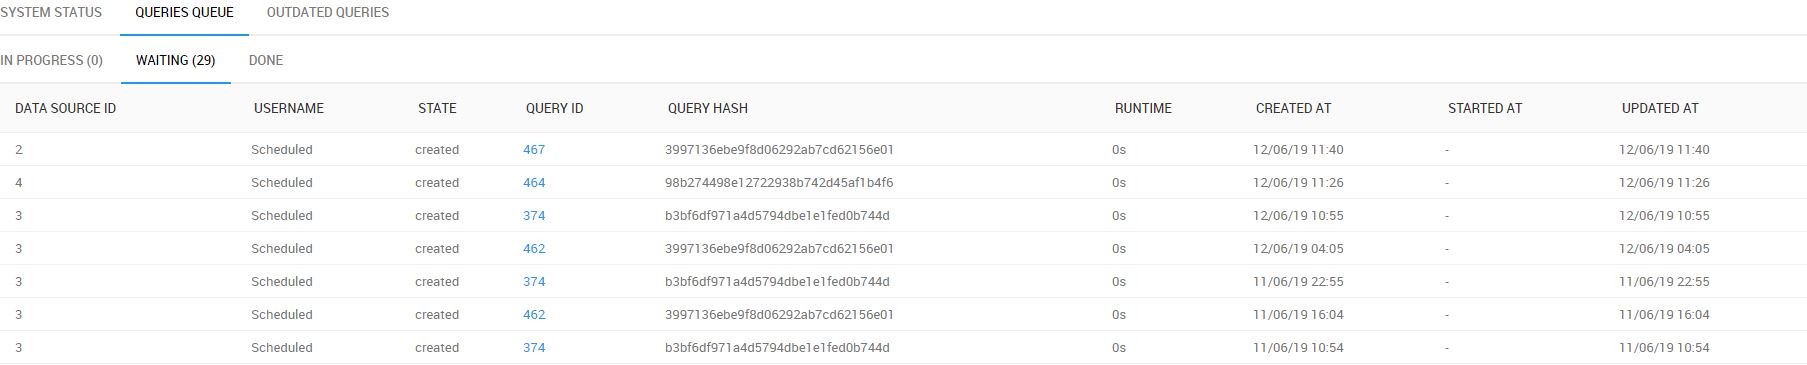 SYSTEM STATUS QUERIES QUEUE OUTDATED QUERIES
IN PROGRESS (0) WAITING (29) DONE
DATA SOURCE ID USERNAME STATE QUERY ID QUERY HASH RUNTIME CREATED AT STARTED AT UPDATED AT
2 Scheduled created 467 3997136ebe9f8d06292ab7cd62156e01 0s 12/06/19 11:40 - 12/06/19 11:40
4 Scheduled created 464 98b274498e12722938b742d45af1b4f6 0s 12/06/19 11:26 - 12/06/19 11:26
3 Scheduled created 374 b3bf6df971a4d5794dbe1e1fed0b744d 0s 12/06/19 10:55 - 12/06/19 10:55
3 Scheduled created 462 3997136ebe9f8d06292ab7cd62156e01 0s 12/06/19 04:05 - 12/06/19 04:05
3 Scheduled created 374 b3bf6df971a4d5794dbe1e1fed0b744d 0s 11/06/19 22:55 - 11/06/19 22:55
3 Scheduled created 462 3997136ebe9f8d06292ab7cd62156e01 0s 11/06/19 16:04 - 11/06/19 16:04
3 Scheduled created 374 b3bf6df971a4d5794dbe1e1fed0b744d 0s 11/06/19 10:54 - 11/06/19 10:54